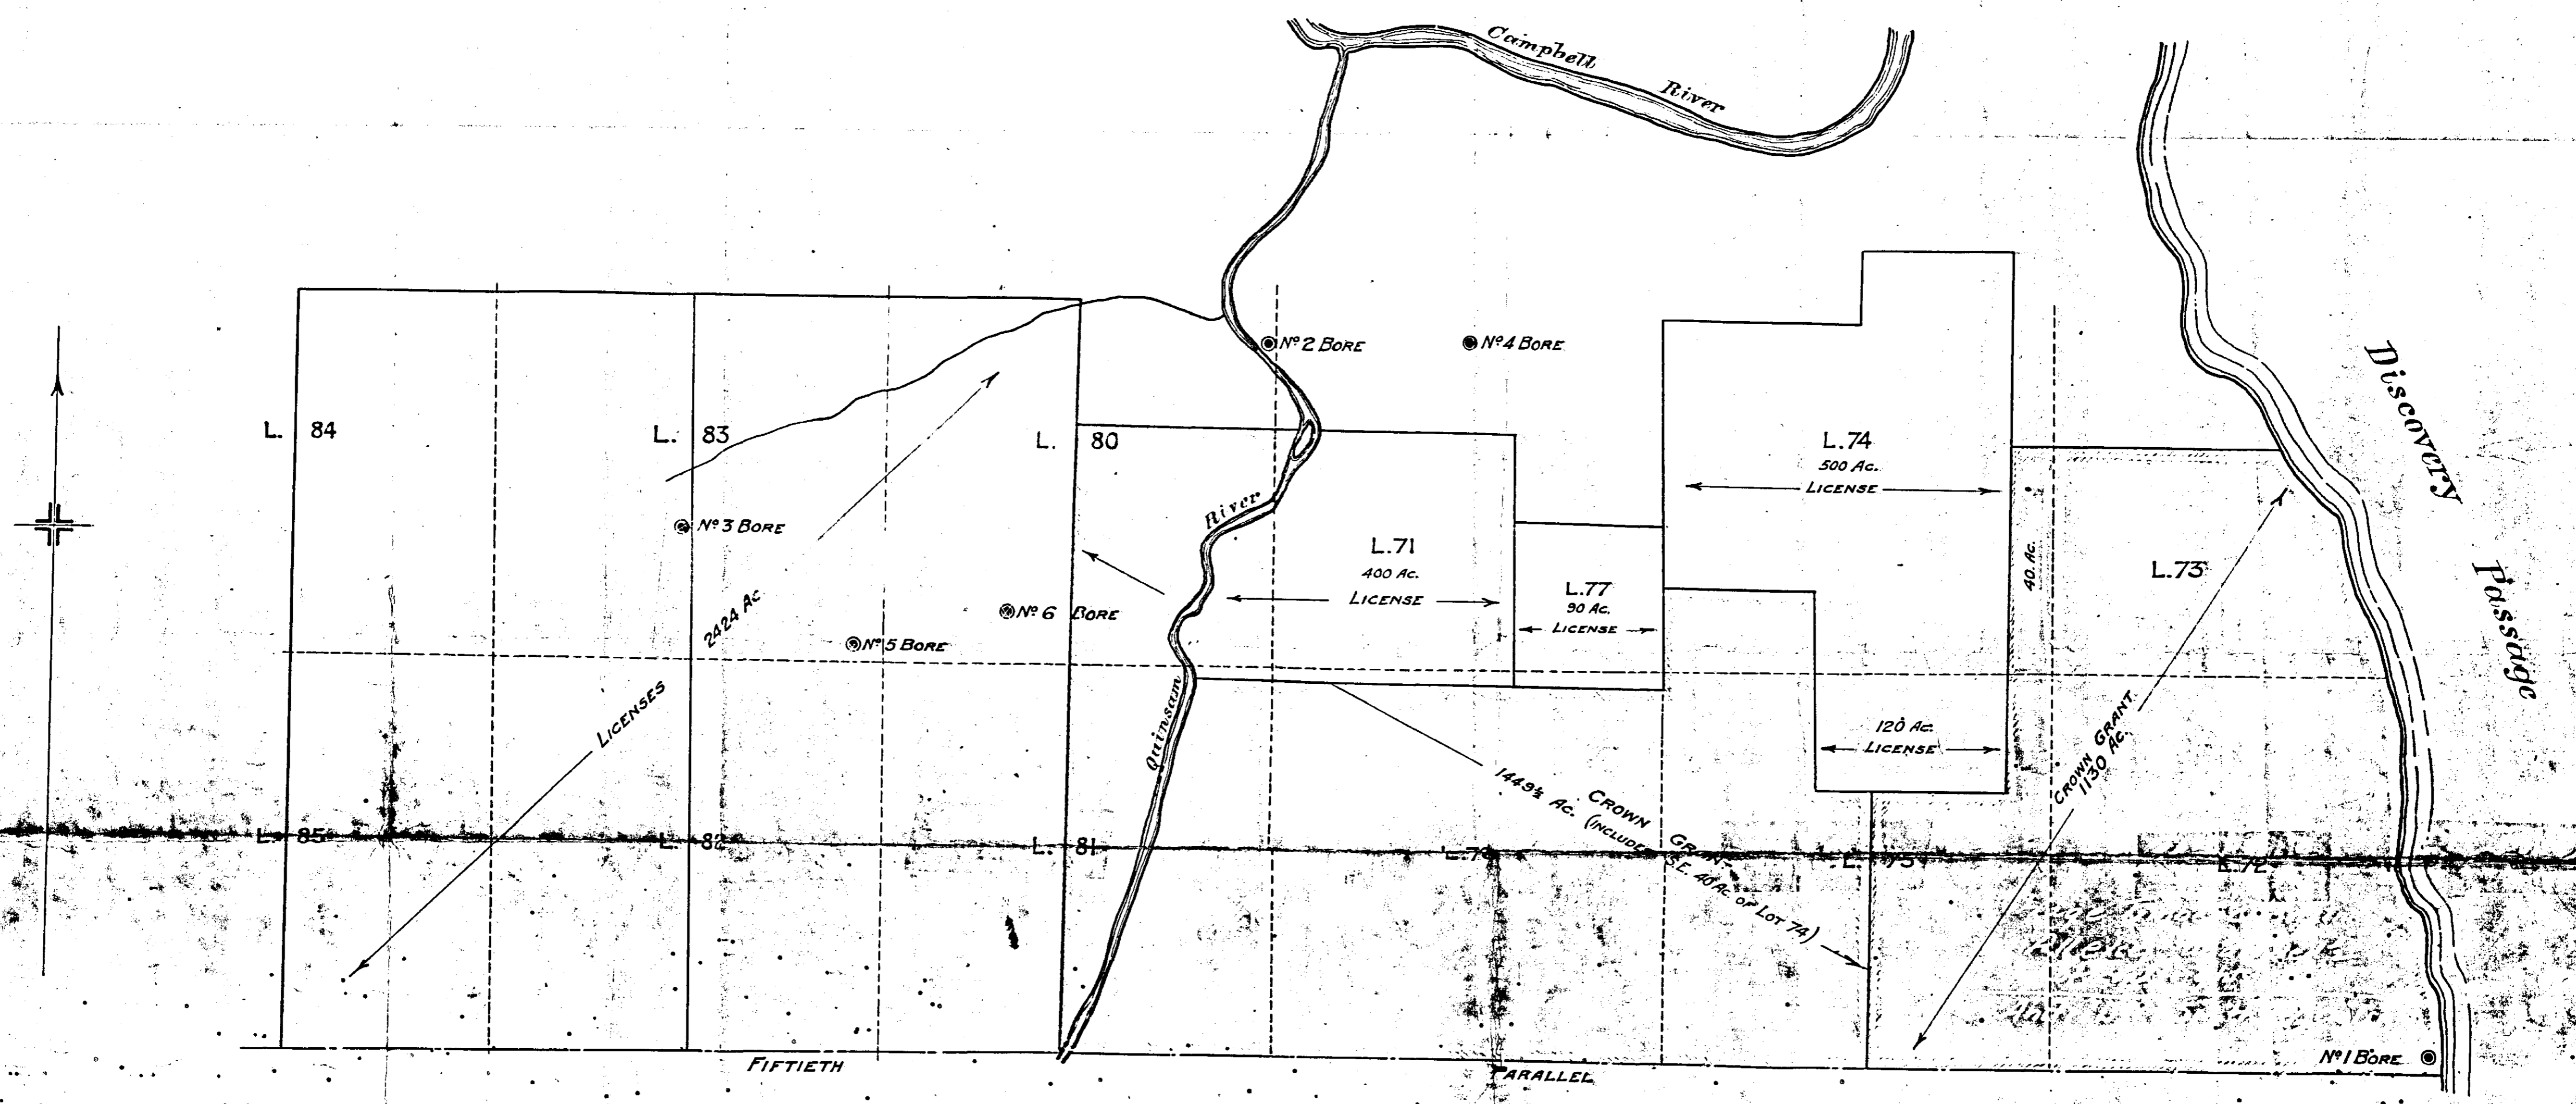 Campbell River
Discovery Passage
Nº 2 BORE
Nº 4 BORE
L. 84
L. 83
L. 80
L.74
500 AC.
LICENSE
Nº 3 BORE
River
L.71
400 AC.
LICENSE
L.77
90 AC.
LICENSE
40. AC.
L.73
2424 AC
Nº 6 BORE
Nº 5 BORE
LICENSES
Quinsam
120 AC.
LICENSE
CROWN GRANT.
1130 AC.
1449½ AC. CROWN GRANT
(INCLUDES S.E. 40 AC. OF LOT 74)
L. 85
L. 82
L. 81
L. 75
L.72
FIFTIETH PARALLEL
Nº 1 BORE